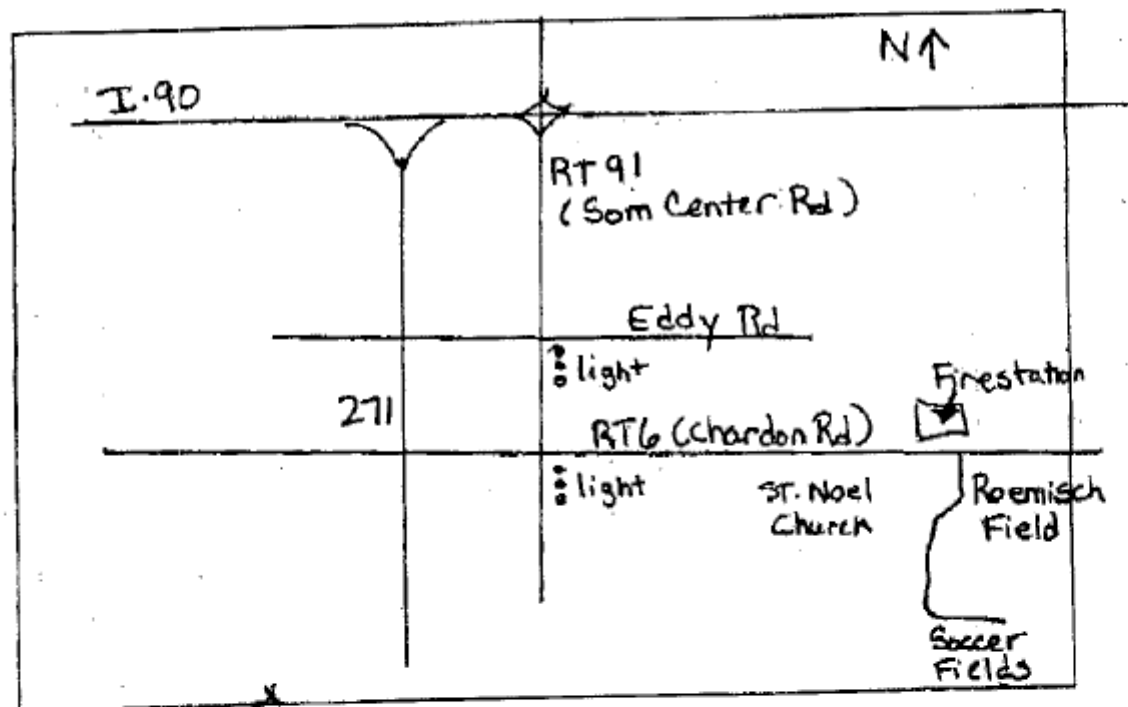 N↑
I-90
RT 91
(Som Center Rd)
Eddy Rd
light
Firestation
271
RT6 (Chardon Rd)
light
ST. Noel
Church
Roemisch
Field
Soccer
Fields